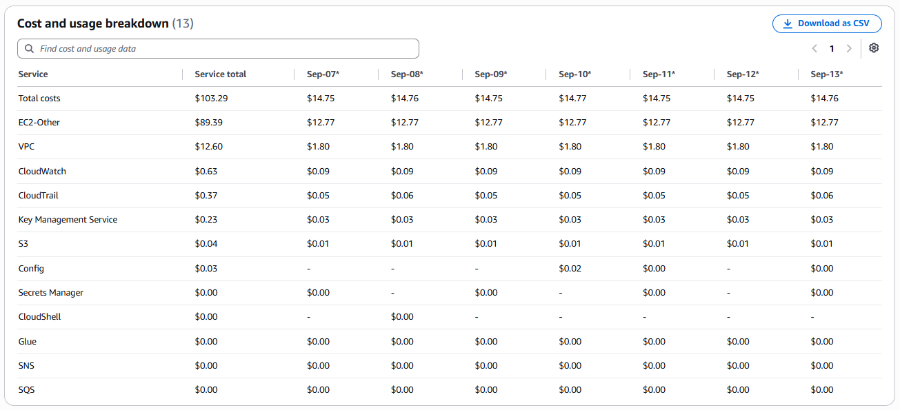 Cost and usage breakdown (13) Download as CSV
Find cost and usage data 1
Service Service total Sep-07* Sep-08* Sep-09* Sep-10* Sep-11* Sep-12* Sep-13*
Total costs $103.29 $14.75 $14.76 $14.75 $14.77 $14.75 $14.75 $14.76
EC2-Other $89.39 $12.77 $12.77 $12.77 $12.77 $12.77 $12.77 $12.77
VPC $12.60 $1.80 $1.80 $1.80 $1.80 $1.80 $1.80 $1.80
CloudWatch $0.63 $0.09 $0.09 $0.09 $0.09 $0.09 $0.09 $0.09
CloudTrail $0.37 $0.05 $0.06 $0.05 $0.05 $0.05 $0.05 $0.06
Key Management Service $0.23 $0.03 $0.03 $0.03 $0.03 $0.03 $0.03 $0.03
S3 $0.04 $0.01 $0.01 $0.01 $0.01 $0.01 $0.01 $0.01
Config $0.03 - - - $0.02 $0.00 - $0.00
Secrets Manager $0.00 $0.00 - $0.00 - $0.00 - $0.00
CloudShell $0.00 - $0.00 - - - - -
Glue $0.00 $0.00 $0.00 $0.00 $0.00 $0.00 $0.00 $0.00
SNS $0.00 $0.00 $0.00 $0.00 $0.00 $0.00 $0.00 $0.00
SQS $0.00 $0.00 $0.00 $0.00 $0.00 $0.00 $0.00 $0.00